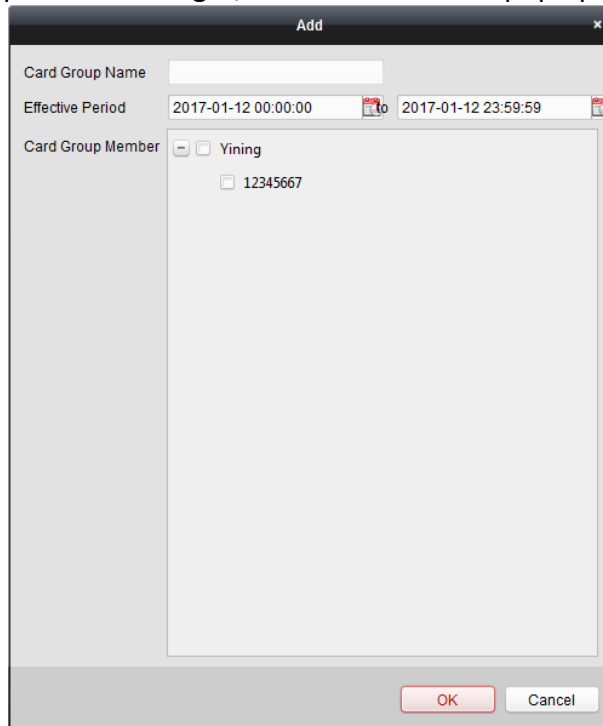 Add
Card Group Name
Effective Period 2017-01-12 00:00:00 to 2017-01-12 23:59:59
Card Group Member Yining
12345667
OK Cancel